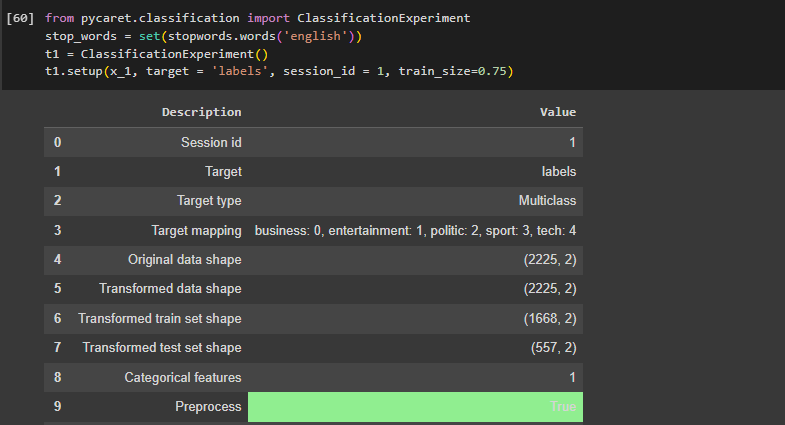 [60] from pycaret.classification import ClassificationExperiment
stop_words = set(stopwords.words('english'))
t1 = ClassificationExperiment()
t1.setup(x_1, target = 'labels', session_id = 1, train_size=0.75)
Description Value
0 Session id 1
1 Target labels
2 Target type Multiclass
3 Target mapping business: 0, entertainment: 1, politic: 2, sport: 3, tech: 4
4 Original data shape (2225, 2)
5 Transformed data shape (2225, 2)
6 Transformed train set shape (1668, 2)
7 Transformed test set shape (557, 2)
8 Categorical features 1
9 Preprocess True